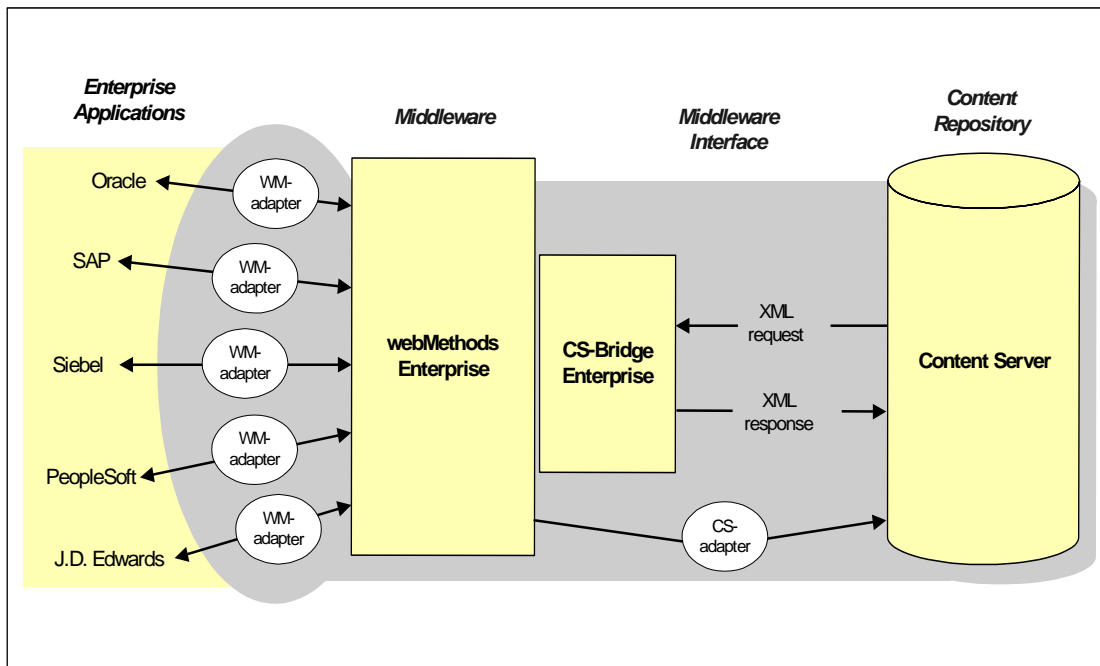 Enterprise
Applications
Middleware
Middleware
Interface
Content
Repository
Oracle
WM-
adapter
SAP
WM-
adapter
Siebel
WM-
adapter
PeopleSoft
WM-
adapter
J.D. Edwards
WM-
adapter
webMethods
Enterprise
CS-Bridge
Enterprise
XML
request
XML
response
CS-
adapter
Content Server